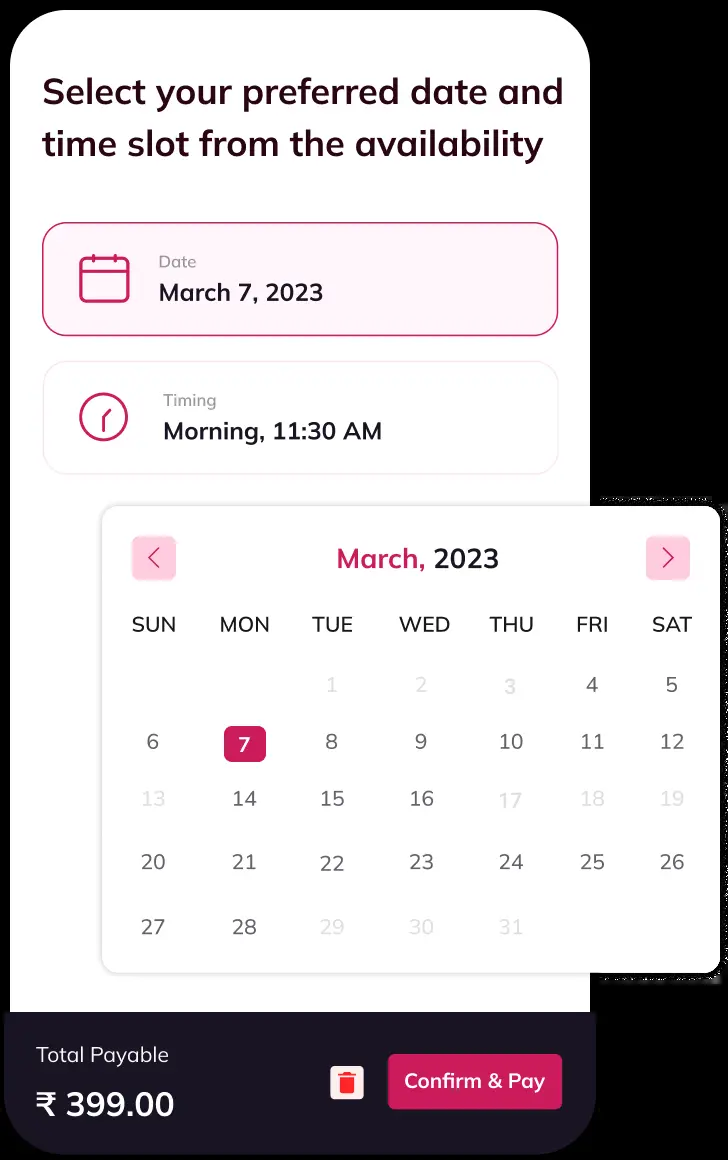 Select your preferred date and
time slot from the availability
Date
March 7, 2023
Timing
Morning, 11:30 AM
March, 2023
SUN MON TUE WED THU FRI SAT
1 2 3 4 5
6 7 8 9 10 11 12
13 14 15 16 17 18 19
20 21 22 23 24 25 26
27 28 29 30 31
Total Payable
₹ 399.00
Confirm & Pay